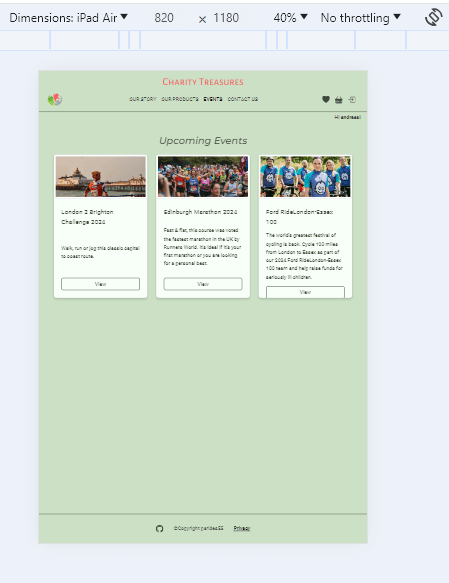 Dimensions: iPad Air 820 × 1180 40% No throttling
Charity Treasures
OUR STORY OUR PRODUCTS EVENTS CONTACT US
Hi andreea!
Upcoming Events
London 2 Brighton
Challenge 2024
Walk, run or jog this classic capital
to coast route.
View
Edinburgh Marathon 2024
Fast & flat, this course was voted
the fastest marathon in the UK by
Runners World. It's ideal if it's your
first marathon or you are looking
for a personal best.
View
Ford RideLondon-Essex
100
The world's greatest festival of
cycling is back. Cycle 100 miles
from London to Essex as part of
our 2024 Ford RideLondon-Essex
100 team and help raise funds for
seriously ill children.
View
©Copyright Privacy